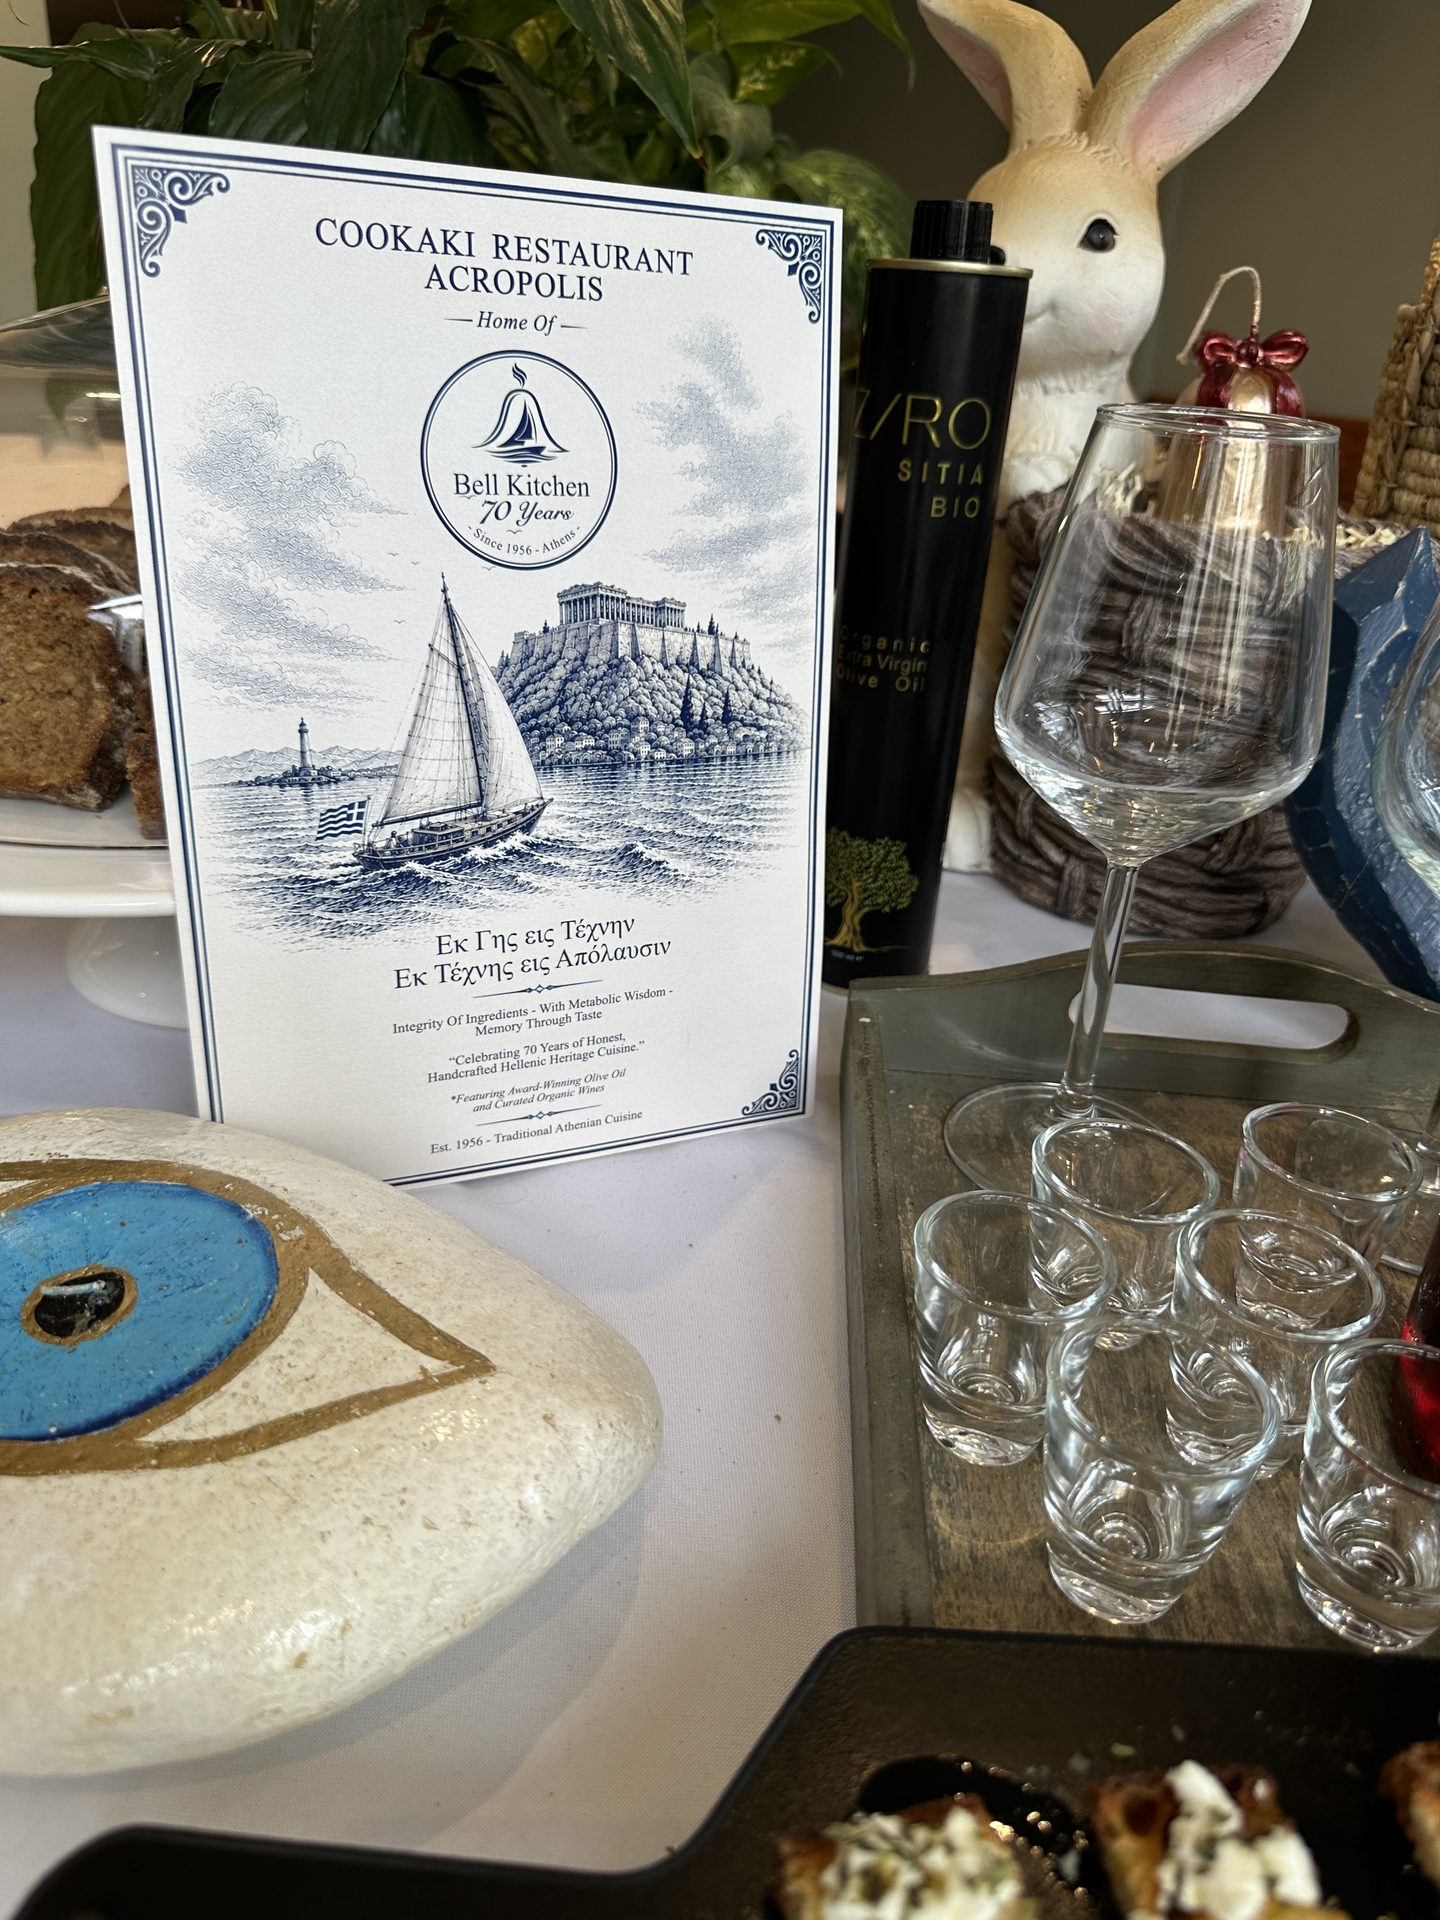 COOKAKI RESTAURANT
ACROPOLIS
Home Of
Bell Kitchen
70 Years
- Since 1956 - Athens -
Εκ Γης εις Τέχνην
Εκ Τέχνης εις Απόλαυσιν
Integrity Of Ingredients - With Metabolic Wisdom -
Memory Through Taste
“Celebrating 70 Years of Honest,
Handcrafted Hellenic Heritage Cuisine.”
*Featuring Award-Winning Olive Oil
and Curated Organic Wines
Est. 1956 - Traditional Athenian Cuisine
Z/RO
SITIA
BIO
Organic
Extra Virgin
Olive Oil